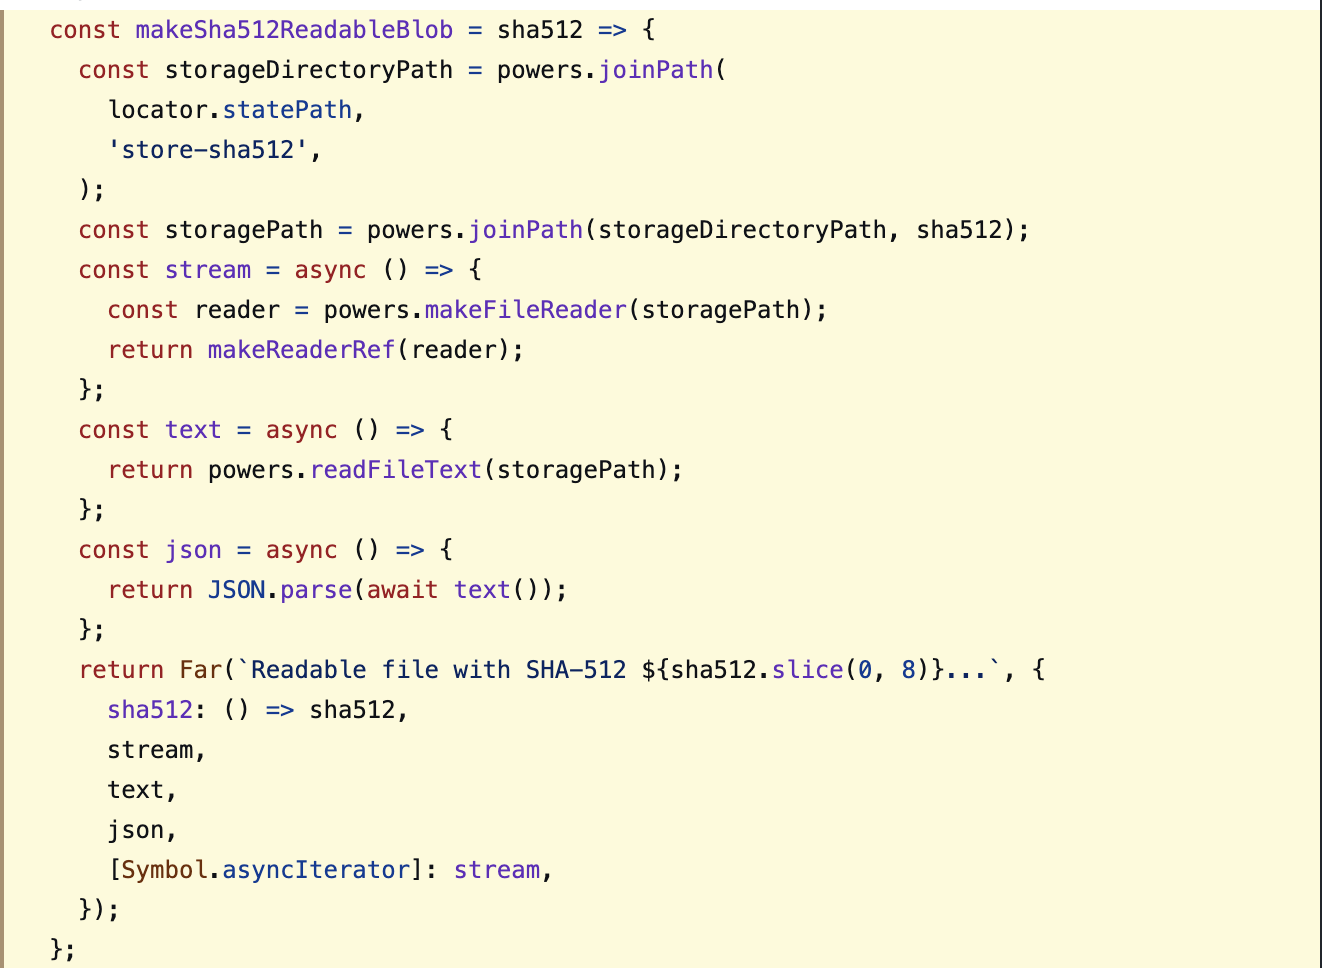 const makeSha512ReadableBlob = sha512 => {
  const storageDirectoryPath = powers.joinPath(
    locator.statePath,
    'store-sha512',
  );
  const storagePath = powers.joinPath(storageDirectoryPath, sha512);
  const stream = async () => {
    const reader = powers.makeFileReader(storagePath);
    return makeReaderRef(reader);
  };
  const text = async () => {
    return powers.readFileText(storagePath);
  };
  const json = async () => {
    return JSON.parse(await text());
  };
  return Far(`Readable file with SHA-512 ${sha512.slice(0, 8)}...`, {
    sha512: () => sha512,
    stream,
    text,
    json,
    [Symbol.asyncIterator]: stream,
  });
};